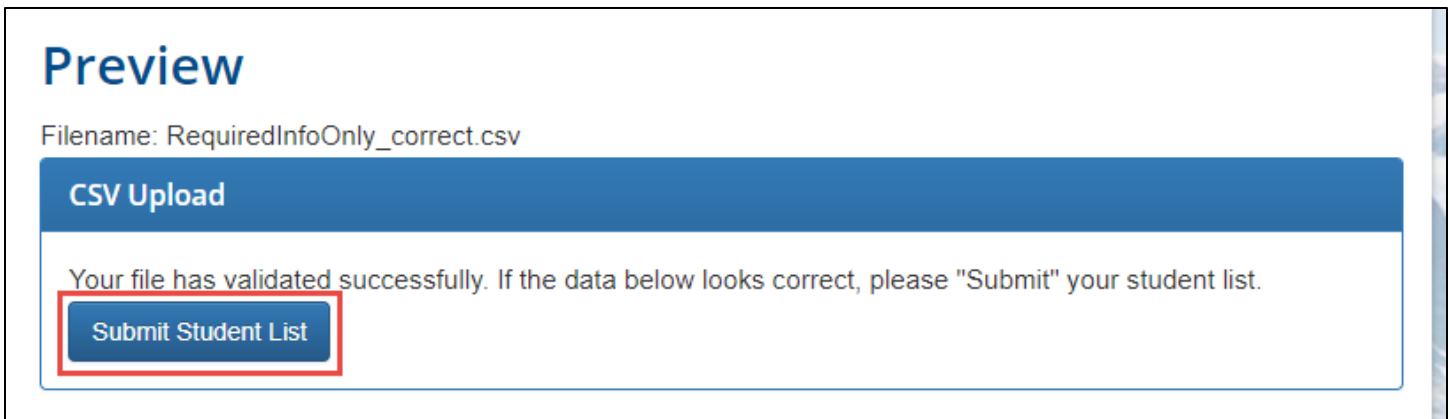 Preview
Filename: RequiredInfoOnly_correct.csv
CSV Upload
Your file has validated successfully. If the data below looks correct, please "Submit" your student list.
Submit Student List